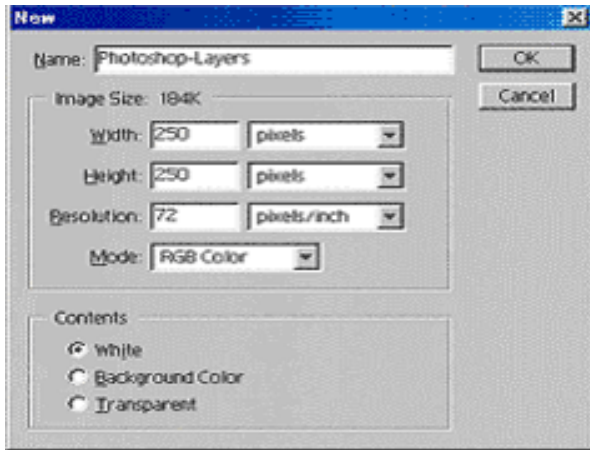 New
Name: Photoshop-Layers OK
Image Size: 184K Cancel
Width: 250 pixels
Height: 250 pixels
Resolution: 72 pixels/inch
Mode: RGB Color
Contents
White
Background Color
Transparent